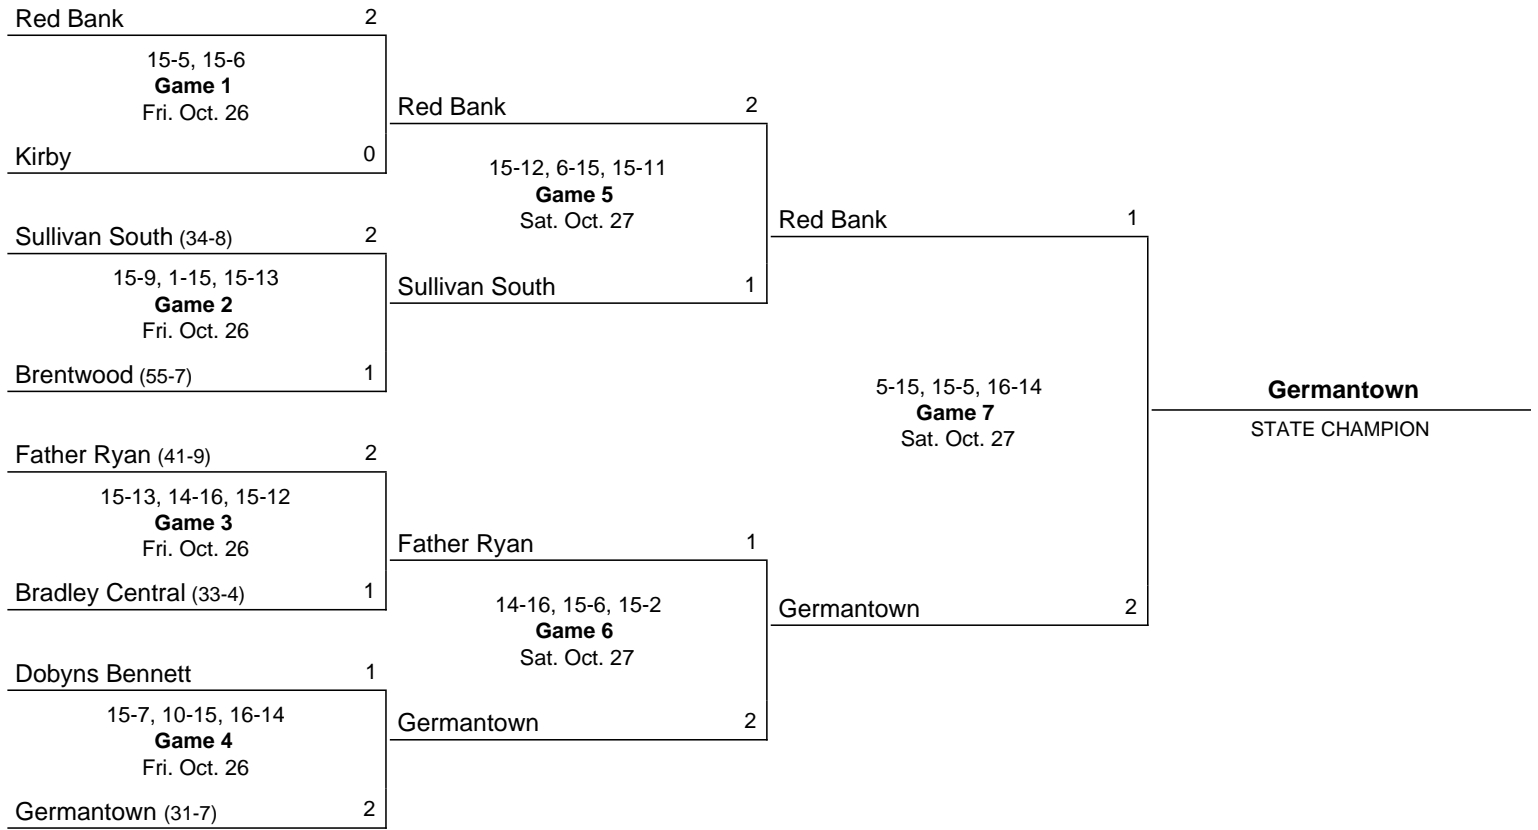 Red Bank 2
15-5, 15-6
Game 1
Fri. Oct. 26
Kirby 0
Sullivan South (34-8) 2
15-9, 1-15, 15-13
Game 2
Fri. Oct. 26
Brentwood (55-7) 1
Father Ryan (41-9) 2
15-13, 14-16, 15-12
Game 3
Fri. Oct. 26
Bradley Central (33-4) 1
Dobyns Bennett 1
15-7, 10-15, 16-14
Game 4
Fri. Oct. 26
Germantown (31-7) 2
Red Bank 2
15-12, 6-15, 15-11
Game 5
Sat. Oct. 27
Sullivan South 1
Father Ryan 1
14-16, 15-6, 15-2
Game 6
Sat. Oct. 27
Germantown 2
Red Bank 1
5-15, 15-5, 16-14
Game 7
Sat. Oct. 27
Germantown 2
Germantown
STATE CHAMPION